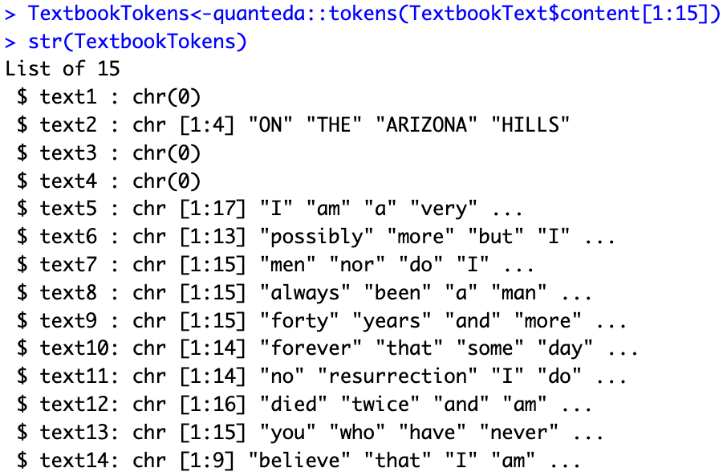 > TextbookTokens<-quanteda::tokens(TextbookText$content[1:15])
> str(TextbookTokens)
List of 15
 $ text1 : chr(0)
 $ text2 : chr [1:4] "ON" "THE" "ARIZONA" "HILLS"
 $ text3 : chr(0)
 $ text4 : chr(0)
 $ text5 : chr [1:17] "I" "am" "a" "very" ...
 $ text6 : chr [1:13] "possibly" "more" "but" "I" ...
 $ text7 : chr [1:15] "men" "nor" "do" "I" ...
 $ text8 : chr [1:15] "always" "been" "a" "man" ...
 $ text9 : chr [1:15] "forty" "years" "and" "more" ...
 $ text10: chr [1:14] "forever" "that" "some" "day" ...
 $ text11: chr [1:14] "no" "resurrection" "I" "do" ...
 $ text12: chr [1:16] "died" "twice" "and" "am" ...
 $ text13: chr [1:15] "you" "who" "have" "never" ...
 $ text14: chr [1:9] "believe" "that" "I" "am" ...